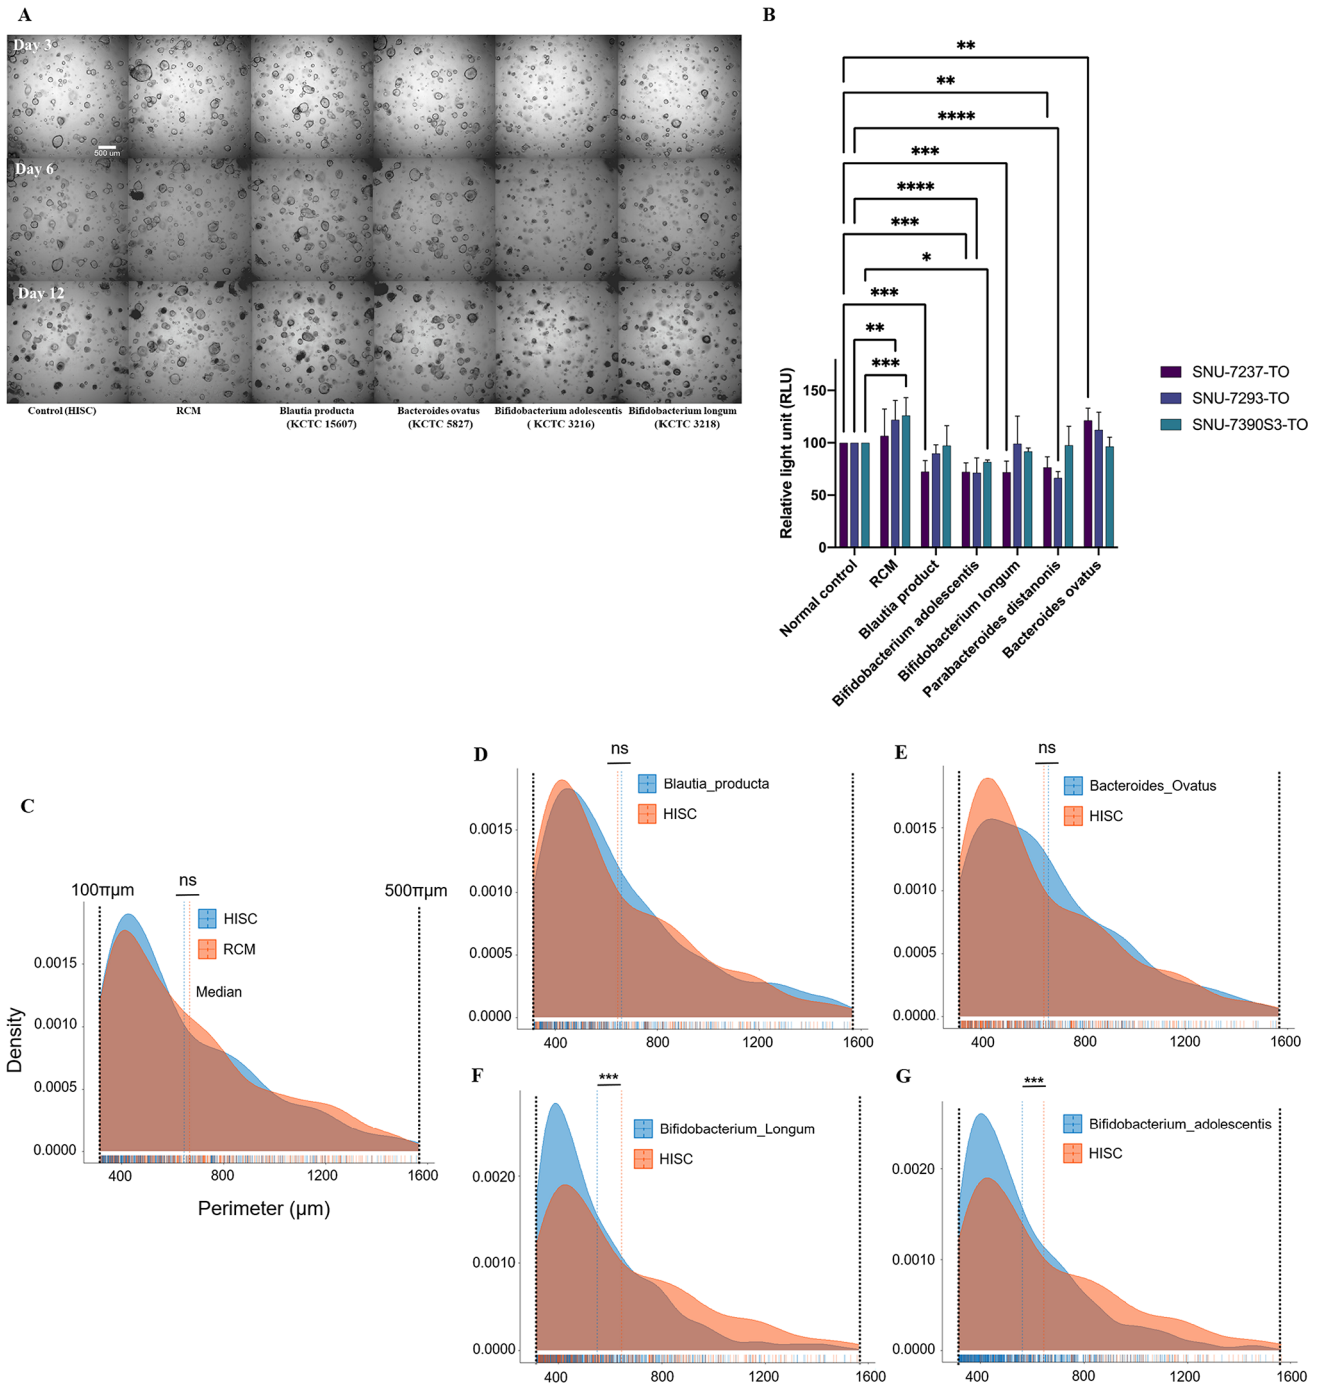 A
Day 3
500 um
Day 6
Day 12
Control (HISC)
RCM
Blautia producta
(KCTC 15607)
Bacteroides ovatus
(KCTC 5827)
Bifidobacterium adolescentis
( KCTC 3216)
Bifidobacterium longum
(KCTC 3218)
B
**
**
****
***
****
***
*
***
**
***
Relative light unit (RLU)
150
100
50
0
Normal control
RCM
Blautia product
Bifidobacterium adolescentis
Bifidobacterium longum
Parabacteroides distanonis
Bacteroides ovatus
SNU-7237-TO
SNU-7293-TO
SNU-7390S3-TO
C
100πμm
ns
500πμm
HISC
RCM
Median
Density
0.0015
0.0010
0.0005
0.0000
400
800
1200
1600
Perimeter (μm)
D
ns
Blautia_producta
HISC
0.0015
0.0010
0.0005
0.0000
400
800
1200
1600
E
ns
Bacteroides_Ovatus
HISC
0.0015
0.0010
0.0005
0.0000
400
800
1200
1600
F
***
Bifidobacterium_Longum
HISC
0.0020
0.0010
0.0000
400
800
1200
1600
G
***
Bifidobacterium_adolescentis
HISC
0.0020
0.0010
0.0000
400
800
1200
1600